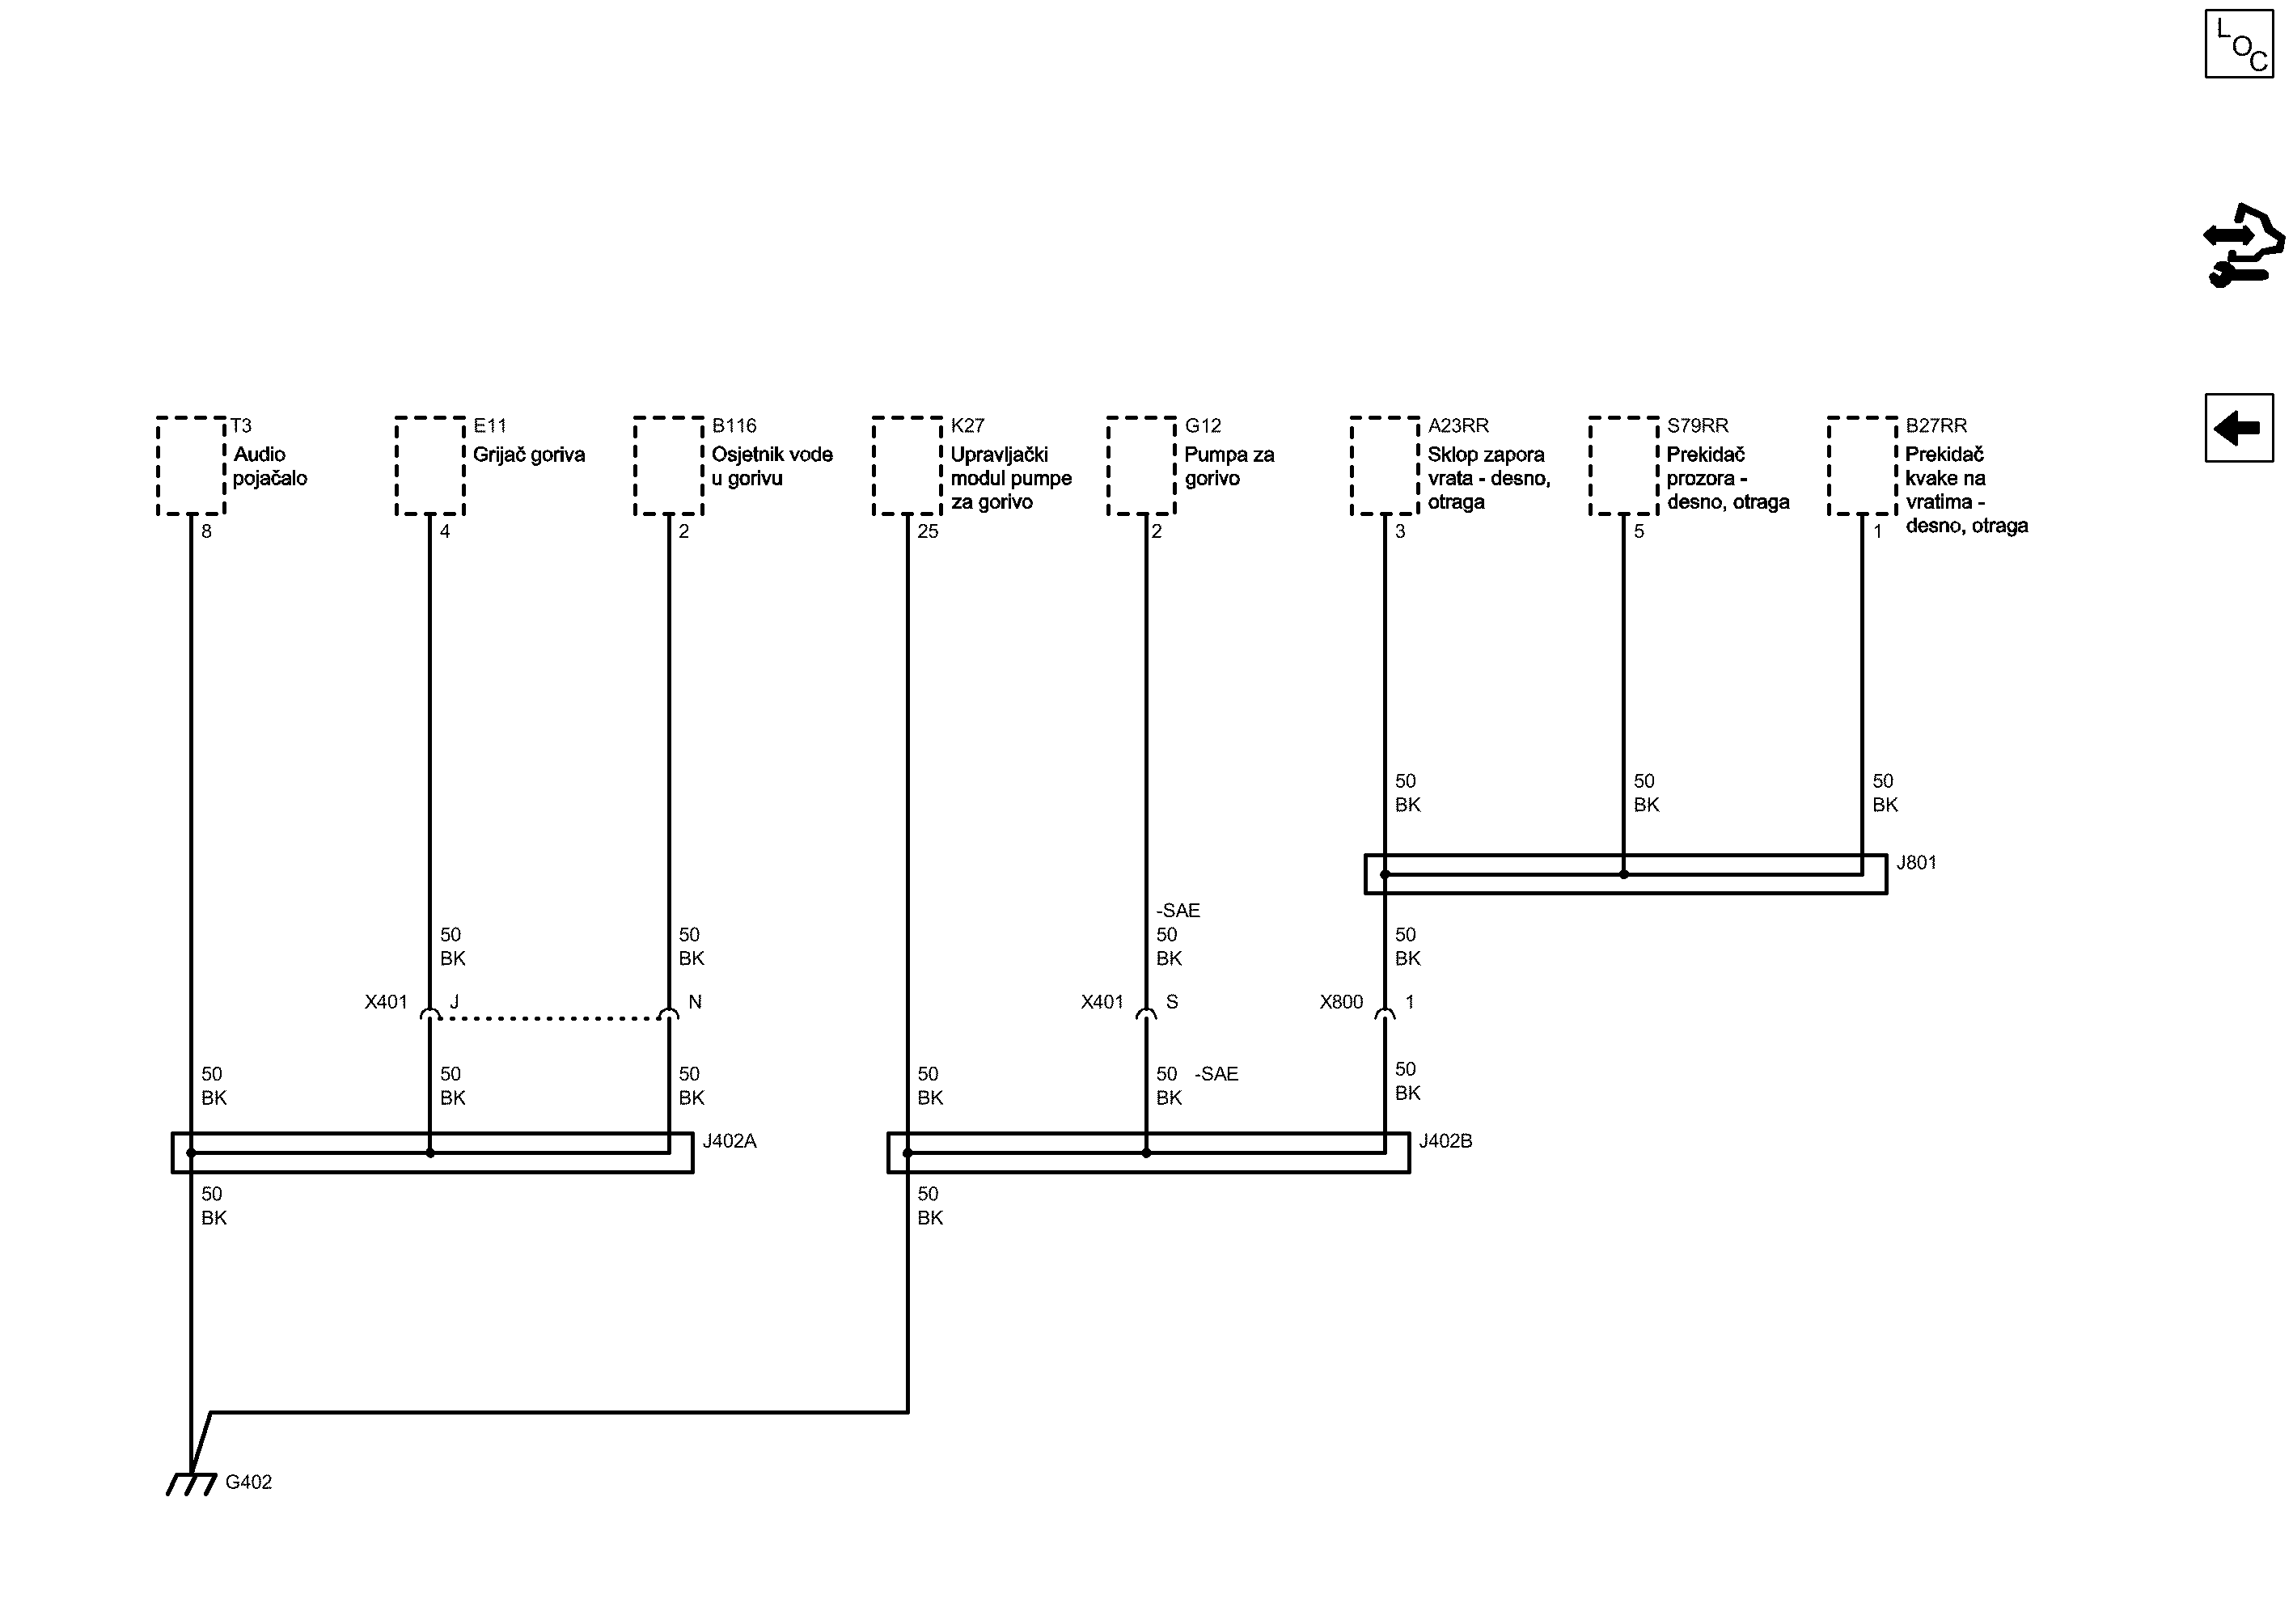 LOC
T3
Audio
pojačalo
8
E11
Grijač goriva
4
B116
Osjetnik vode
u gorivu
2
K27
Upravljački
modul pumpe
za gorivo
25
G12
Pumpa za
gorivo
2
A23RR
Sklop zapora
vrata - desno,
otraga
3
S79RR
Prekidač
prozora -
desno, otraga
5
B27RR
Prekidač
kvake na
vratima -
desno, otraga
1
50
BK
50
BK
50
BK
J801
50
BK
50
BK
-SAE
50
BK
50
BK
X401
J
N
X401
S
X800
1
50
BK
50
BK
50
BK
50
BK
50 -SAE
BK
50
BK
J402A
J402B
50
BK
50
BK
G402